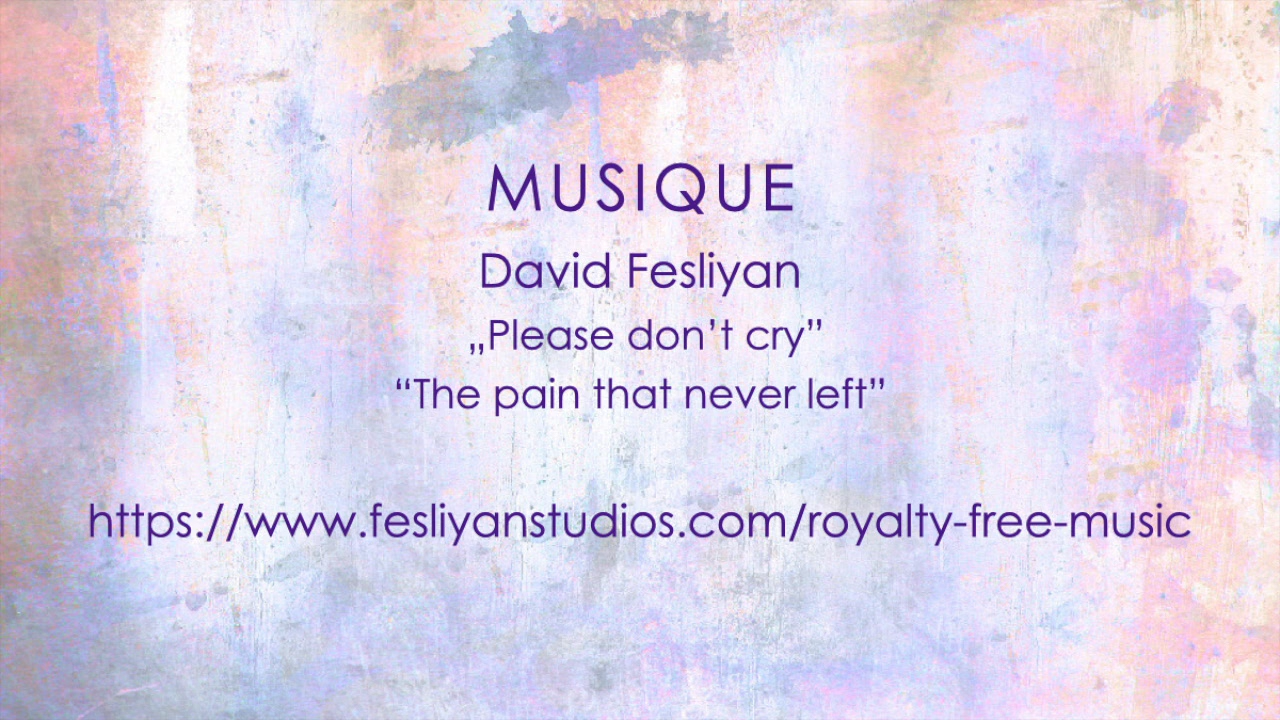 MUSIQUE
David Fesliyan
„Please don’t cry”
“The pain that never left”
https://www.fesliyanstudios.com/royalty-free-music